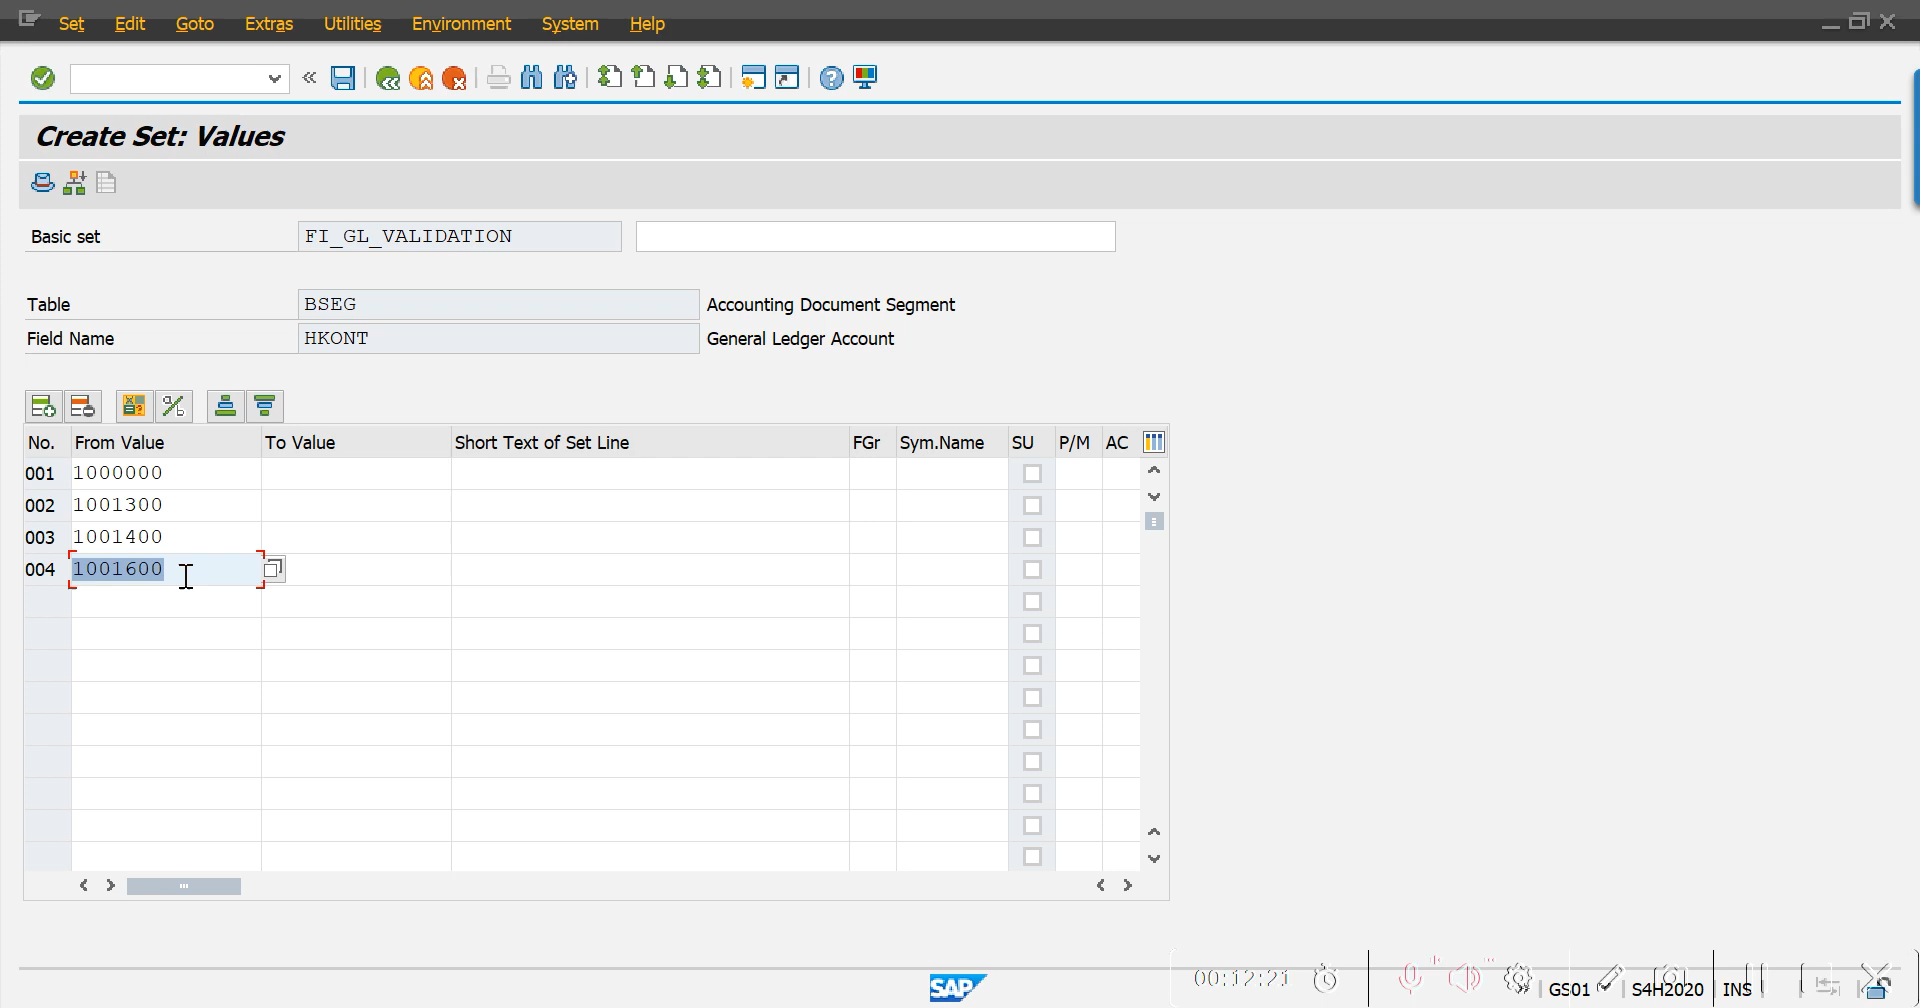 Set Edit Goto Extras Utilities Environment System Help
Create Set: Values
Basic set FI_GL_VALIDATION
Table BSEG Accounting Document Segment
Field Name HKONT General Ledger Account
No. From Value To Value Short Text of Set Line FGr Sym.Name SU P/M AC
001 1000000
002 1001300
003 1001400
004 1001600
SAP 00:12:21 GS01 S4H2020 INS